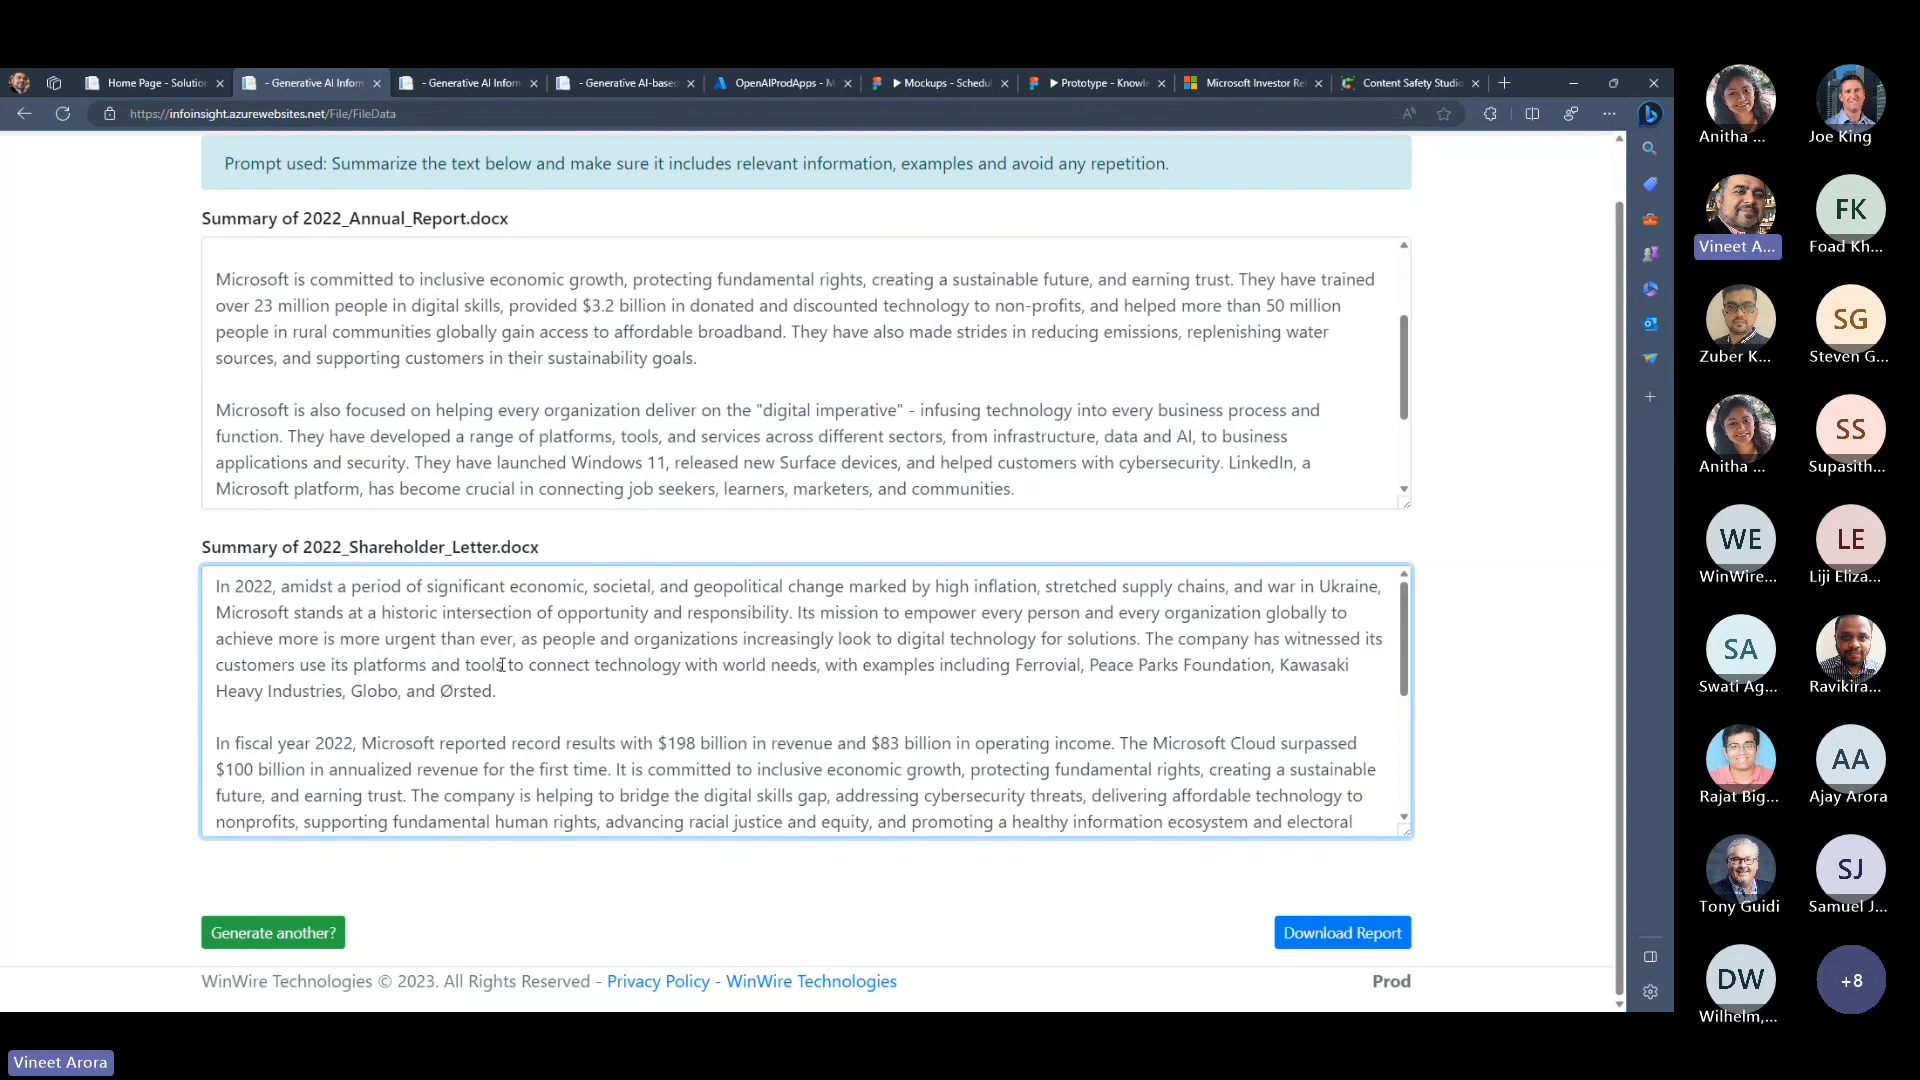 Home Page - Solution
- Generative AI Inform
- Generative AI Inform
- Generative AI-based
OpenAIProdApps - M
Mockups - Schedu
Prototype - Knowle
Microsoft Investor Re
Content Safety Studio
https://infoinsight.azurewebsites.net/File/FileData
Prompt used: Summarize the text below and make sure it includes relevant information, examples and avoid any repetition.
Summary of 2022_Annual_Report.docx
Microsoft is committed to inclusive economic growth, protecting fundamental rights, creating a sustainable future, and earning trust. They have trained
over 23 million people in digital skills, provided $3.2 billion in donated and discounted technology to non-profits, and helped more than 50 million
people in rural communities globally gain access to affordable broadband. They have also made strides in reducing emissions, replenishing water
sources, and supporting customers in their sustainability goals.
Microsoft is also focused on helping every organization deliver on the "digital imperative" - infusing technology into every business process and
function. They have developed a range of platforms, tools, and services across different sectors, from infrastructure, data and AI, to business
applications and security. They have launched Windows 11, released new Surface devices, and helped customers with cybersecurity. LinkedIn, a
Microsoft platform, has become crucial in connecting job seekers, learners, marketers, and communities.
Summary of 2022_Shareholder_Letter.docx
In 2022, amidst a period of significant economic, societal, and geopolitical change marked by high inflation, stretched supply chains, and war in Ukraine,
Microsoft stands at a historic intersection of opportunity and responsibility. Its mission to empower every person and every organization globally to
achieve more is more urgent than ever, as people and organizations increasingly look to digital technology for solutions. The company has witnessed its
customers use its platforms and tools to connect technology with world needs, with examples including Ferrovial, Peace Parks Foundation, Kawasaki
Heavy Industries, Globo, and Ørsted.
In fiscal year 2022, Microsoft reported record results with $198 billion in revenue and $83 billion in operating income. The Microsoft Cloud surpassed
$100 billion in annualized revenue for the first time. It is committed to inclusive economic growth, protecting fundamental rights, creating a sustainable
future, and earning trust. The company is helping to bridge the digital skills gap, addressing cybersecurity threats, delivering affordable technology to
nonprofits, supporting fundamental human rights, advancing racial justice and equity, and promoting a healthy information ecosystem and electoral
Generate another?
Download Report
WinWire Technologies © 2023. All Rights Reserved - Privacy Policy - WinWire Technologies
Prod
Anitha ...
Joe King
Vineet A...
FK
Foad Kh...
Zuber K...
SG
Steven G...
Anitha ...
SS
Supasith...
WE
WinWire...
LE
Liji Eliza...
SA
Swati Ag...
Ravikira...
Rajat Big...
AA
Ajay Arora
Tony Guidi
SJ
Samuel J...
DW
Wilhelm,...
+8
Vineet Arora